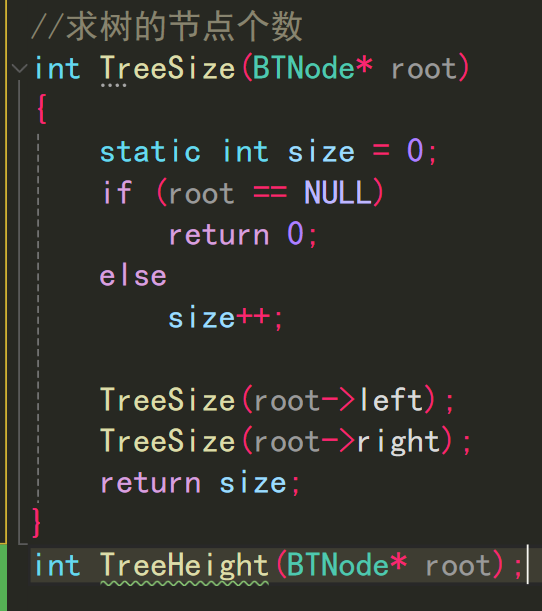 //求树的节点个数
int TreeSize(BTNode* root)
{
static int size = 0;
if (root == NULL)
return 0;
else
size++;
TreeSize(root->left);
TreeSize(root->right);
return size;
}
int TreeHeight(BTNode* root);